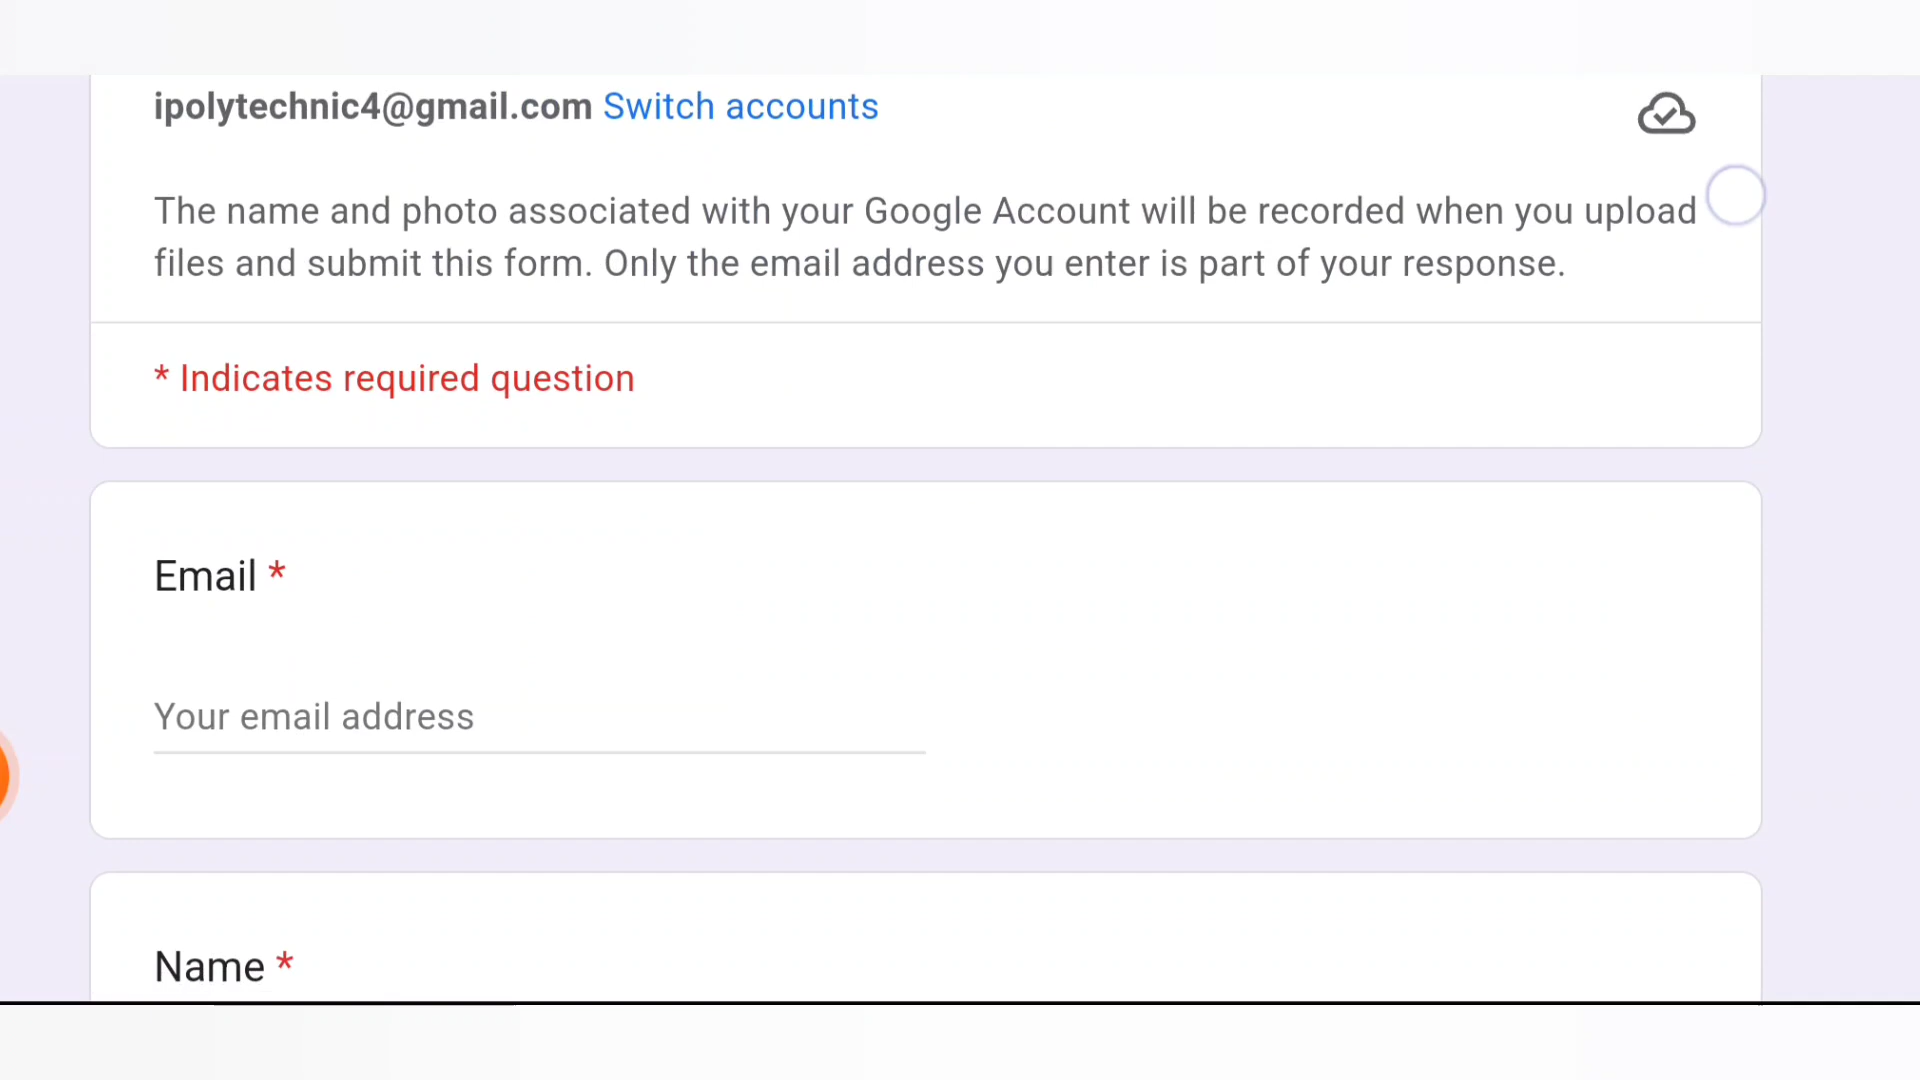 ipolytechnic4@gmail.com Switch accounts
The name and photo associated with your Google Account will be recorded when you upload
files and submit this form. Only the email address you enter is part of your response.
* Indicates required question
Email *
Your email address
Name *